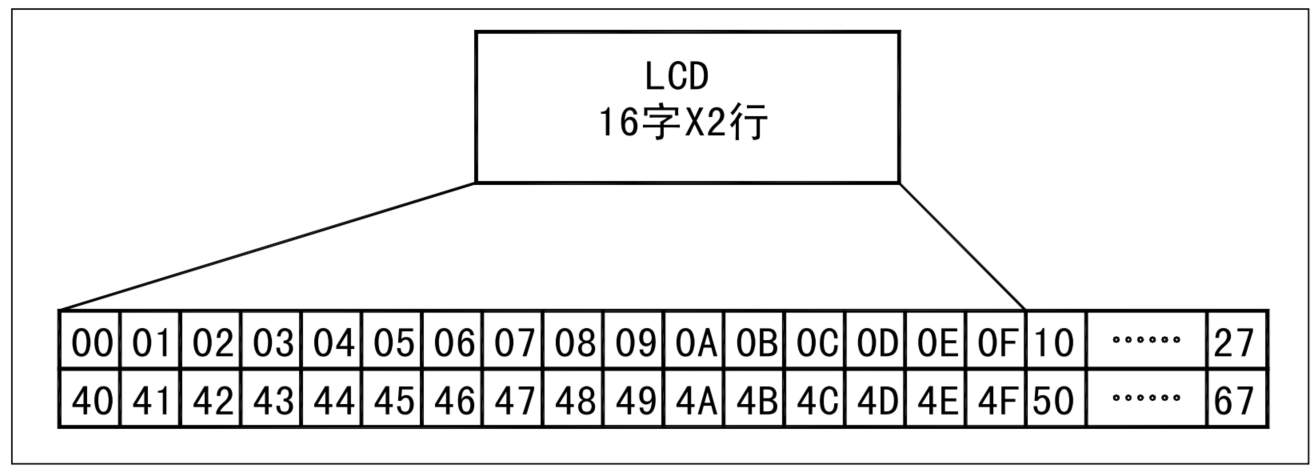 LCD
16字X2行
00 01 02 03 04 05 06 07 08 09 0A 0B 0C 0D 0E 0F 10 …… 27
40 41 42 43 44 45 46 47 48 49 4A 4B 4C 4D 4E 4F 50 …… 67